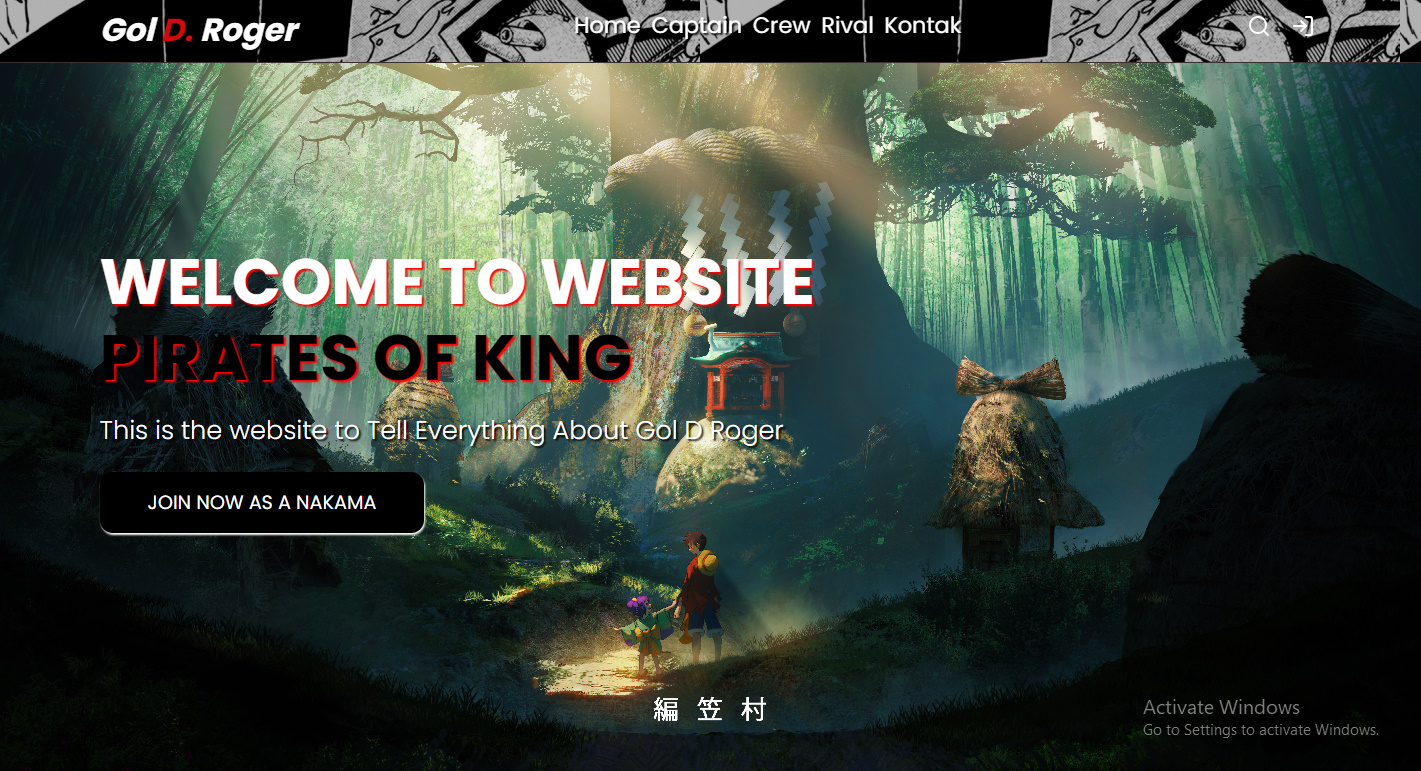 Gol D. Roger
Home Captain Crew Rival Kontak
WELCOME TO WEBSITE
PIRATES OF KING
This is the website to Tell Everything About Gol D Roger
JOIN NOW AS A NAKAMA
編笠村
Activate Windows
Go to Settings to activate Windows.